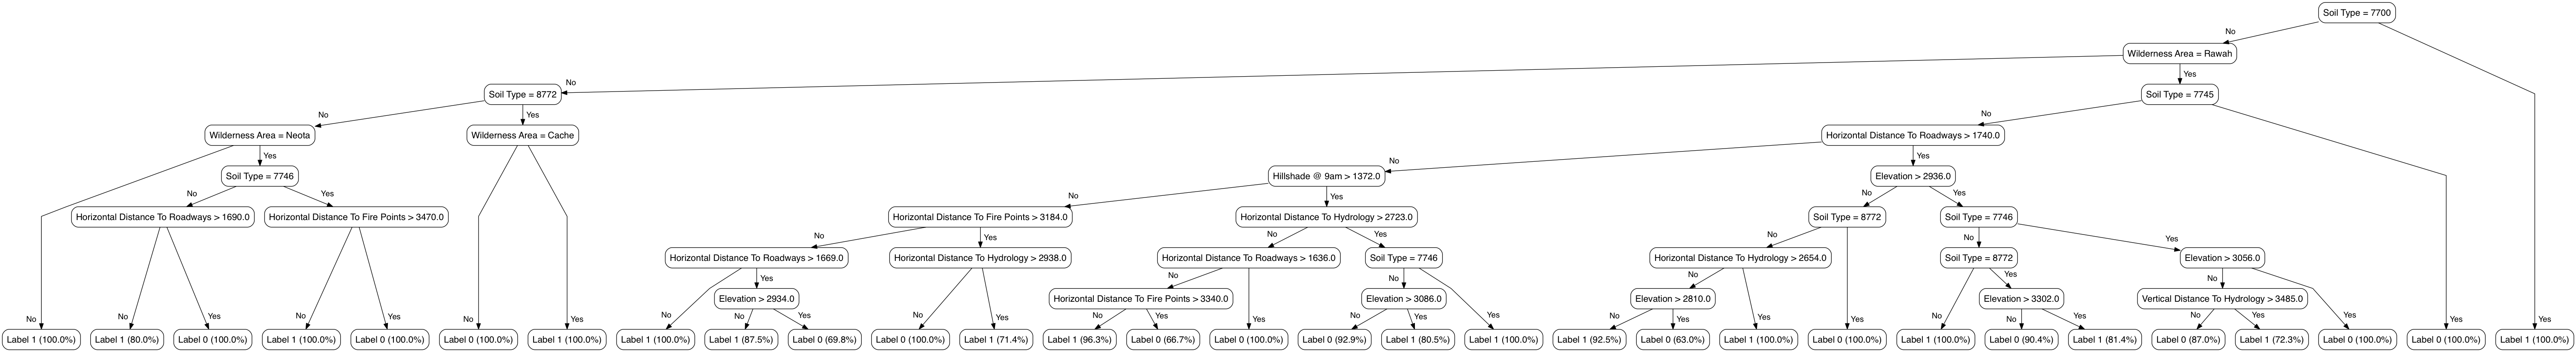 Soil Type = 7700
No
Wilderness Area = Rawah
No
Yes
Soil Type = 8772
Soil Type = 7745
No
Yes
No
Wilderness Area = Neota
Wilderness Area = Cache
Horizontal Distance To Roadways > 1740.0
Yes
No
Yes
Soil Type = 7746
Hillshade @ 9am > 1372.0
Elevation > 2936.0
No
Yes
No
Yes
No
Yes
Horizontal Distance To Roadways > 1690.0
Horizontal Distance To Fire Points > 3470.0
Horizontal Distance To Fire Points > 3184.0
Horizontal Distance To Hydrology > 2723.0
Soil Type = 8772
Soil Type = 7746
No
Yes
No
Yes
No
No
Yes
Horizontal Distance To Roadways > 1669.0
Horizontal Distance To Hydrology > 2938.0
Horizontal Distance To Roadways > 1636.0
Soil Type = 7746
Horizontal Distance To Hydrology > 2654.0
Soil Type = 8772
Elevation > 3056.0
Yes
No
No
No
Yes
No
Elevation > 2934.0
Horizontal Distance To Fire Points > 3340.0
Elevation > 3086.0
Elevation > 2810.0
Elevation > 3302.0
Vertical Distance To Hydrology > 3485.0
No
No
Yes
No
Yes
No
Yes
No
Yes
No
Yes
No
Yes
Yes
No
Yes
No
Yes
Yes
No
Yes
No
Yes
Yes
No
No
Yes
No
Yes
Yes
Yes
Label 1 (100.0%)
Label 1 (80.0%)
Label 0 (100.0%)
Label 1 (100.0%)
Label 0 (100.0%)
Label 0 (100.0%)
Label 1 (100.0%)
Label 1 (100.0%)
Label 1 (87.5%)
Label 0 (69.8%)
Label 0 (100.0%)
Label 1 (71.4%)
Label 1 (96.3%)
Label 0 (66.7%)
Label 0 (100.0%)
Label 0 (92.9%)
Label 1 (80.5%)
Label 1 (100.0%)
Label 1 (92.5%)
Label 0 (63.0%)
Label 1 (100.0%)
Label 0 (100.0%)
Label 1 (100.0%)
Label 0 (90.4%)
Label 1 (81.4%)
Label 0 (87.0%)
Label 1 (72.3%)
Label 0 (100.0%)
Label 0 (100.0%)
Label 1 (100.0%)